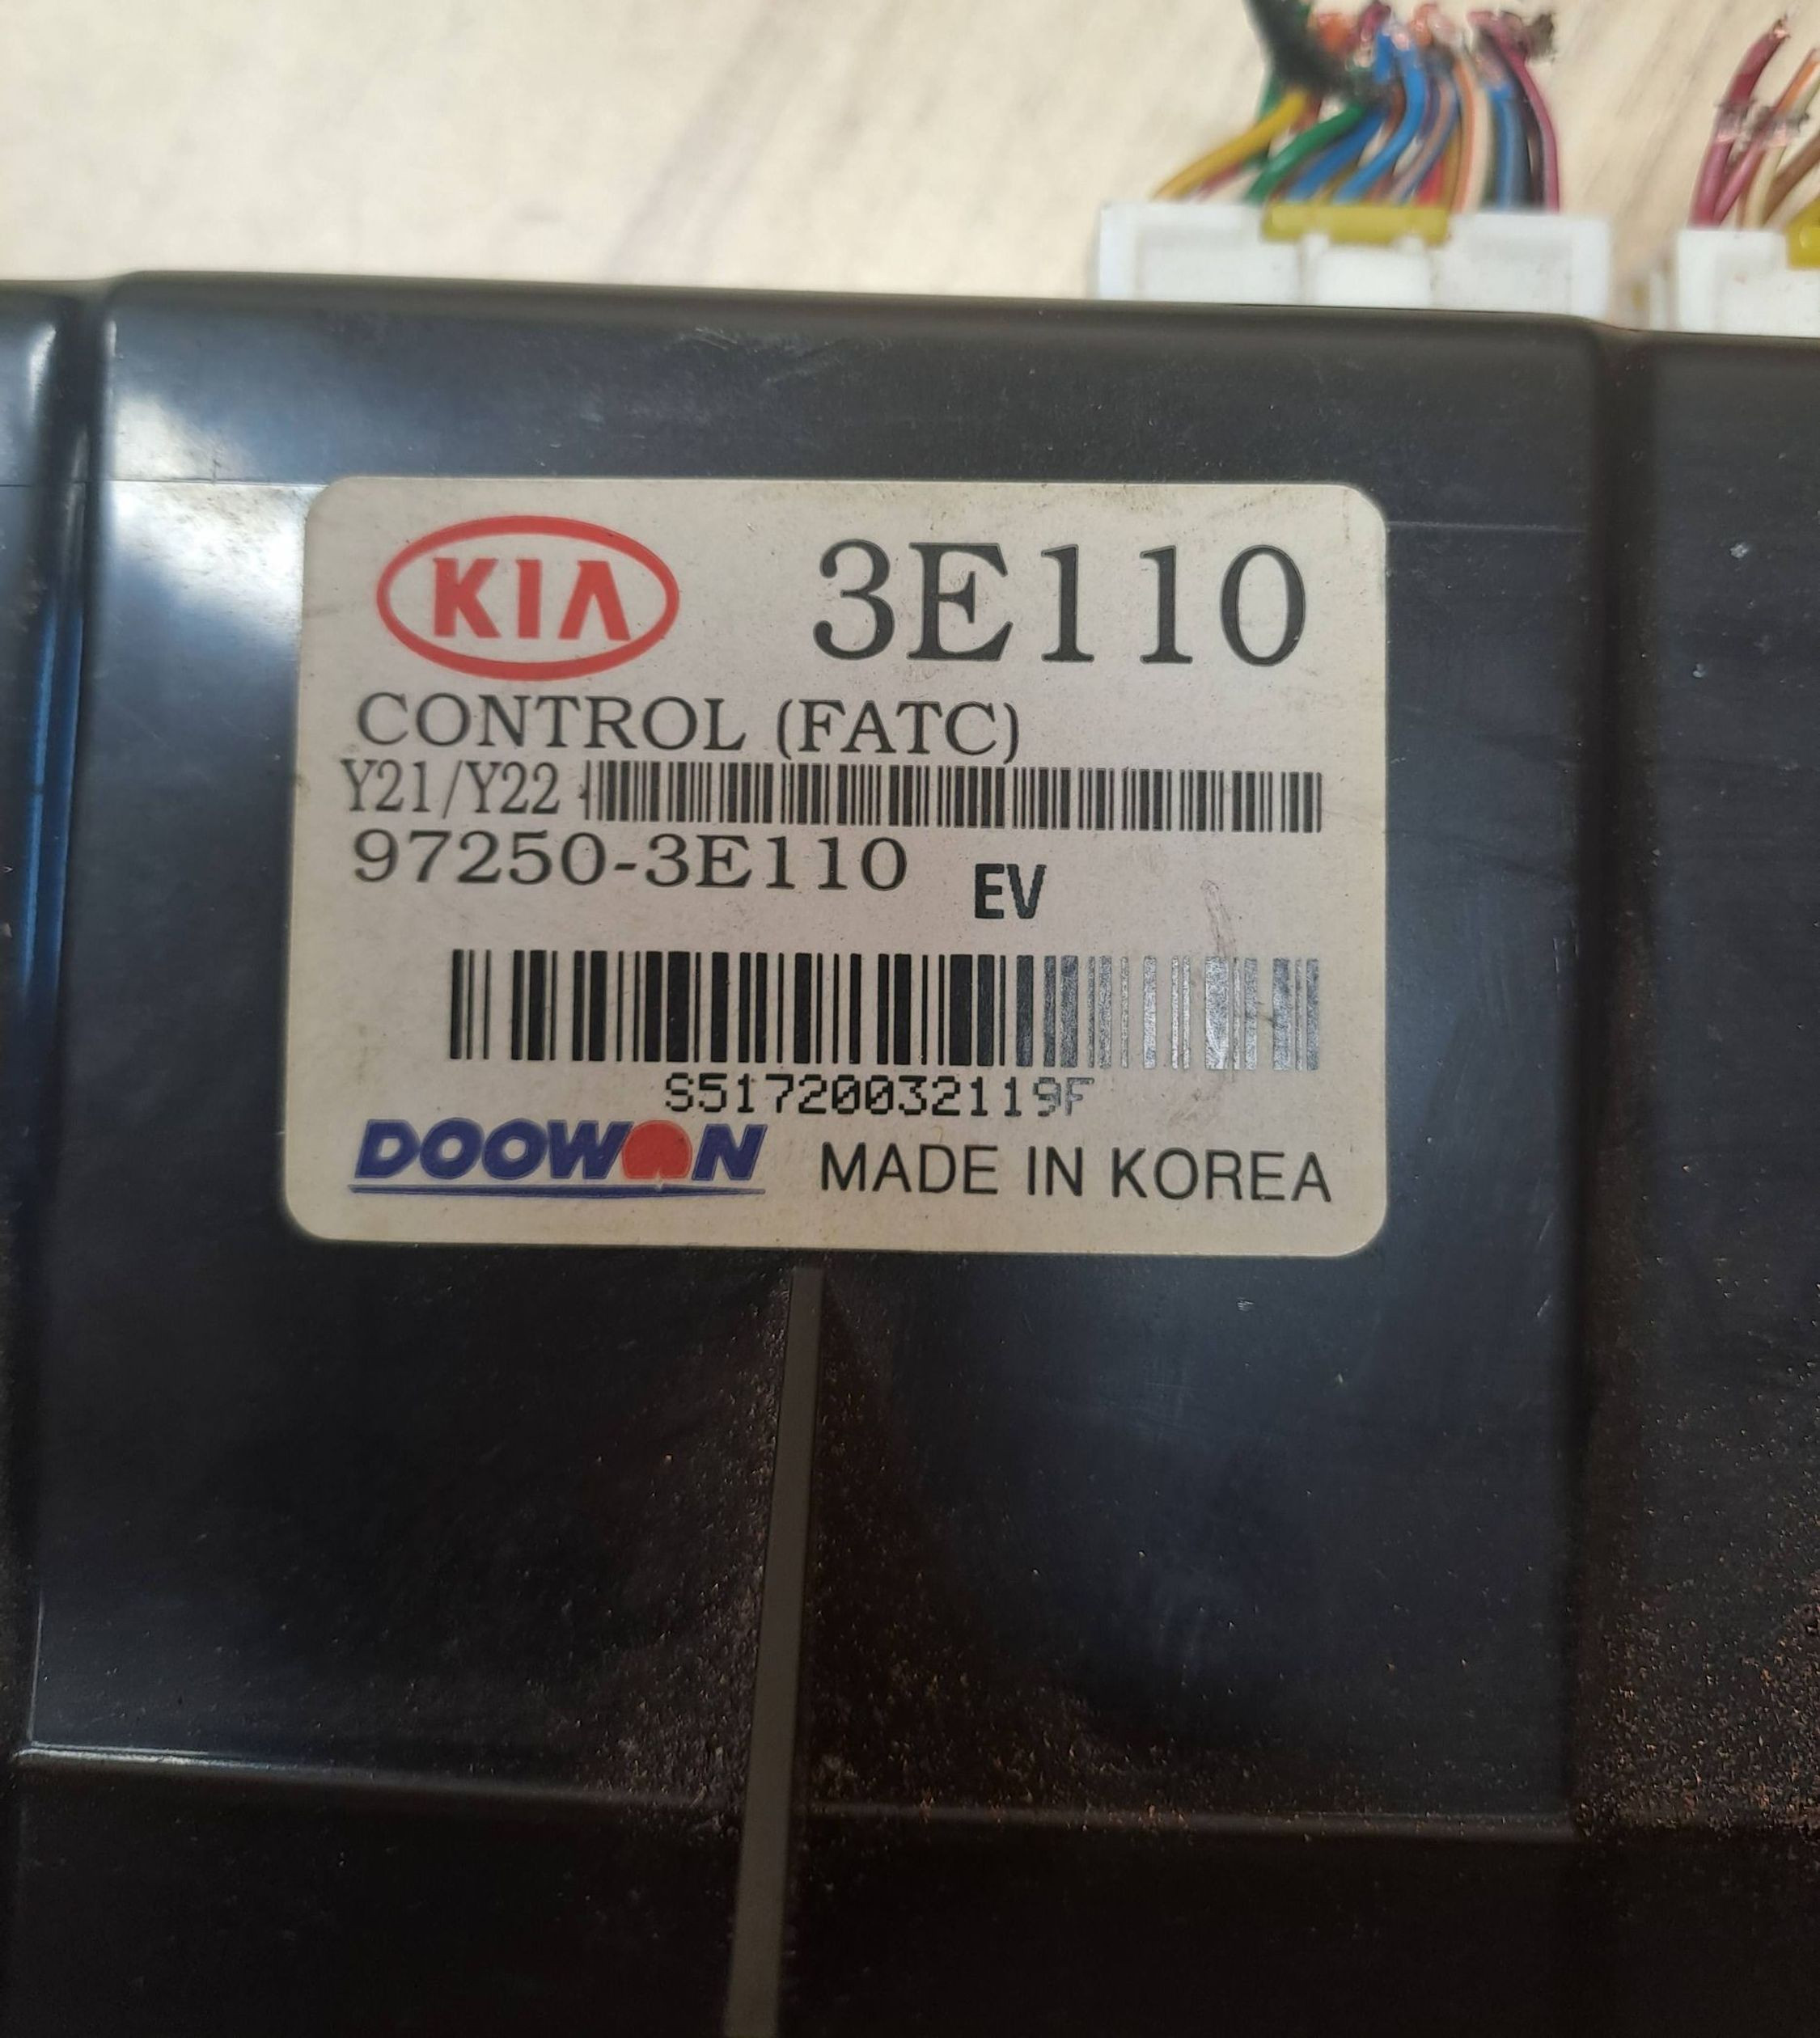 KIA 3E110
CONTROL (FATC)
Y21/Y22
97250-3E110 EV
S51720032119F
DOOWON MADE IN KOREA